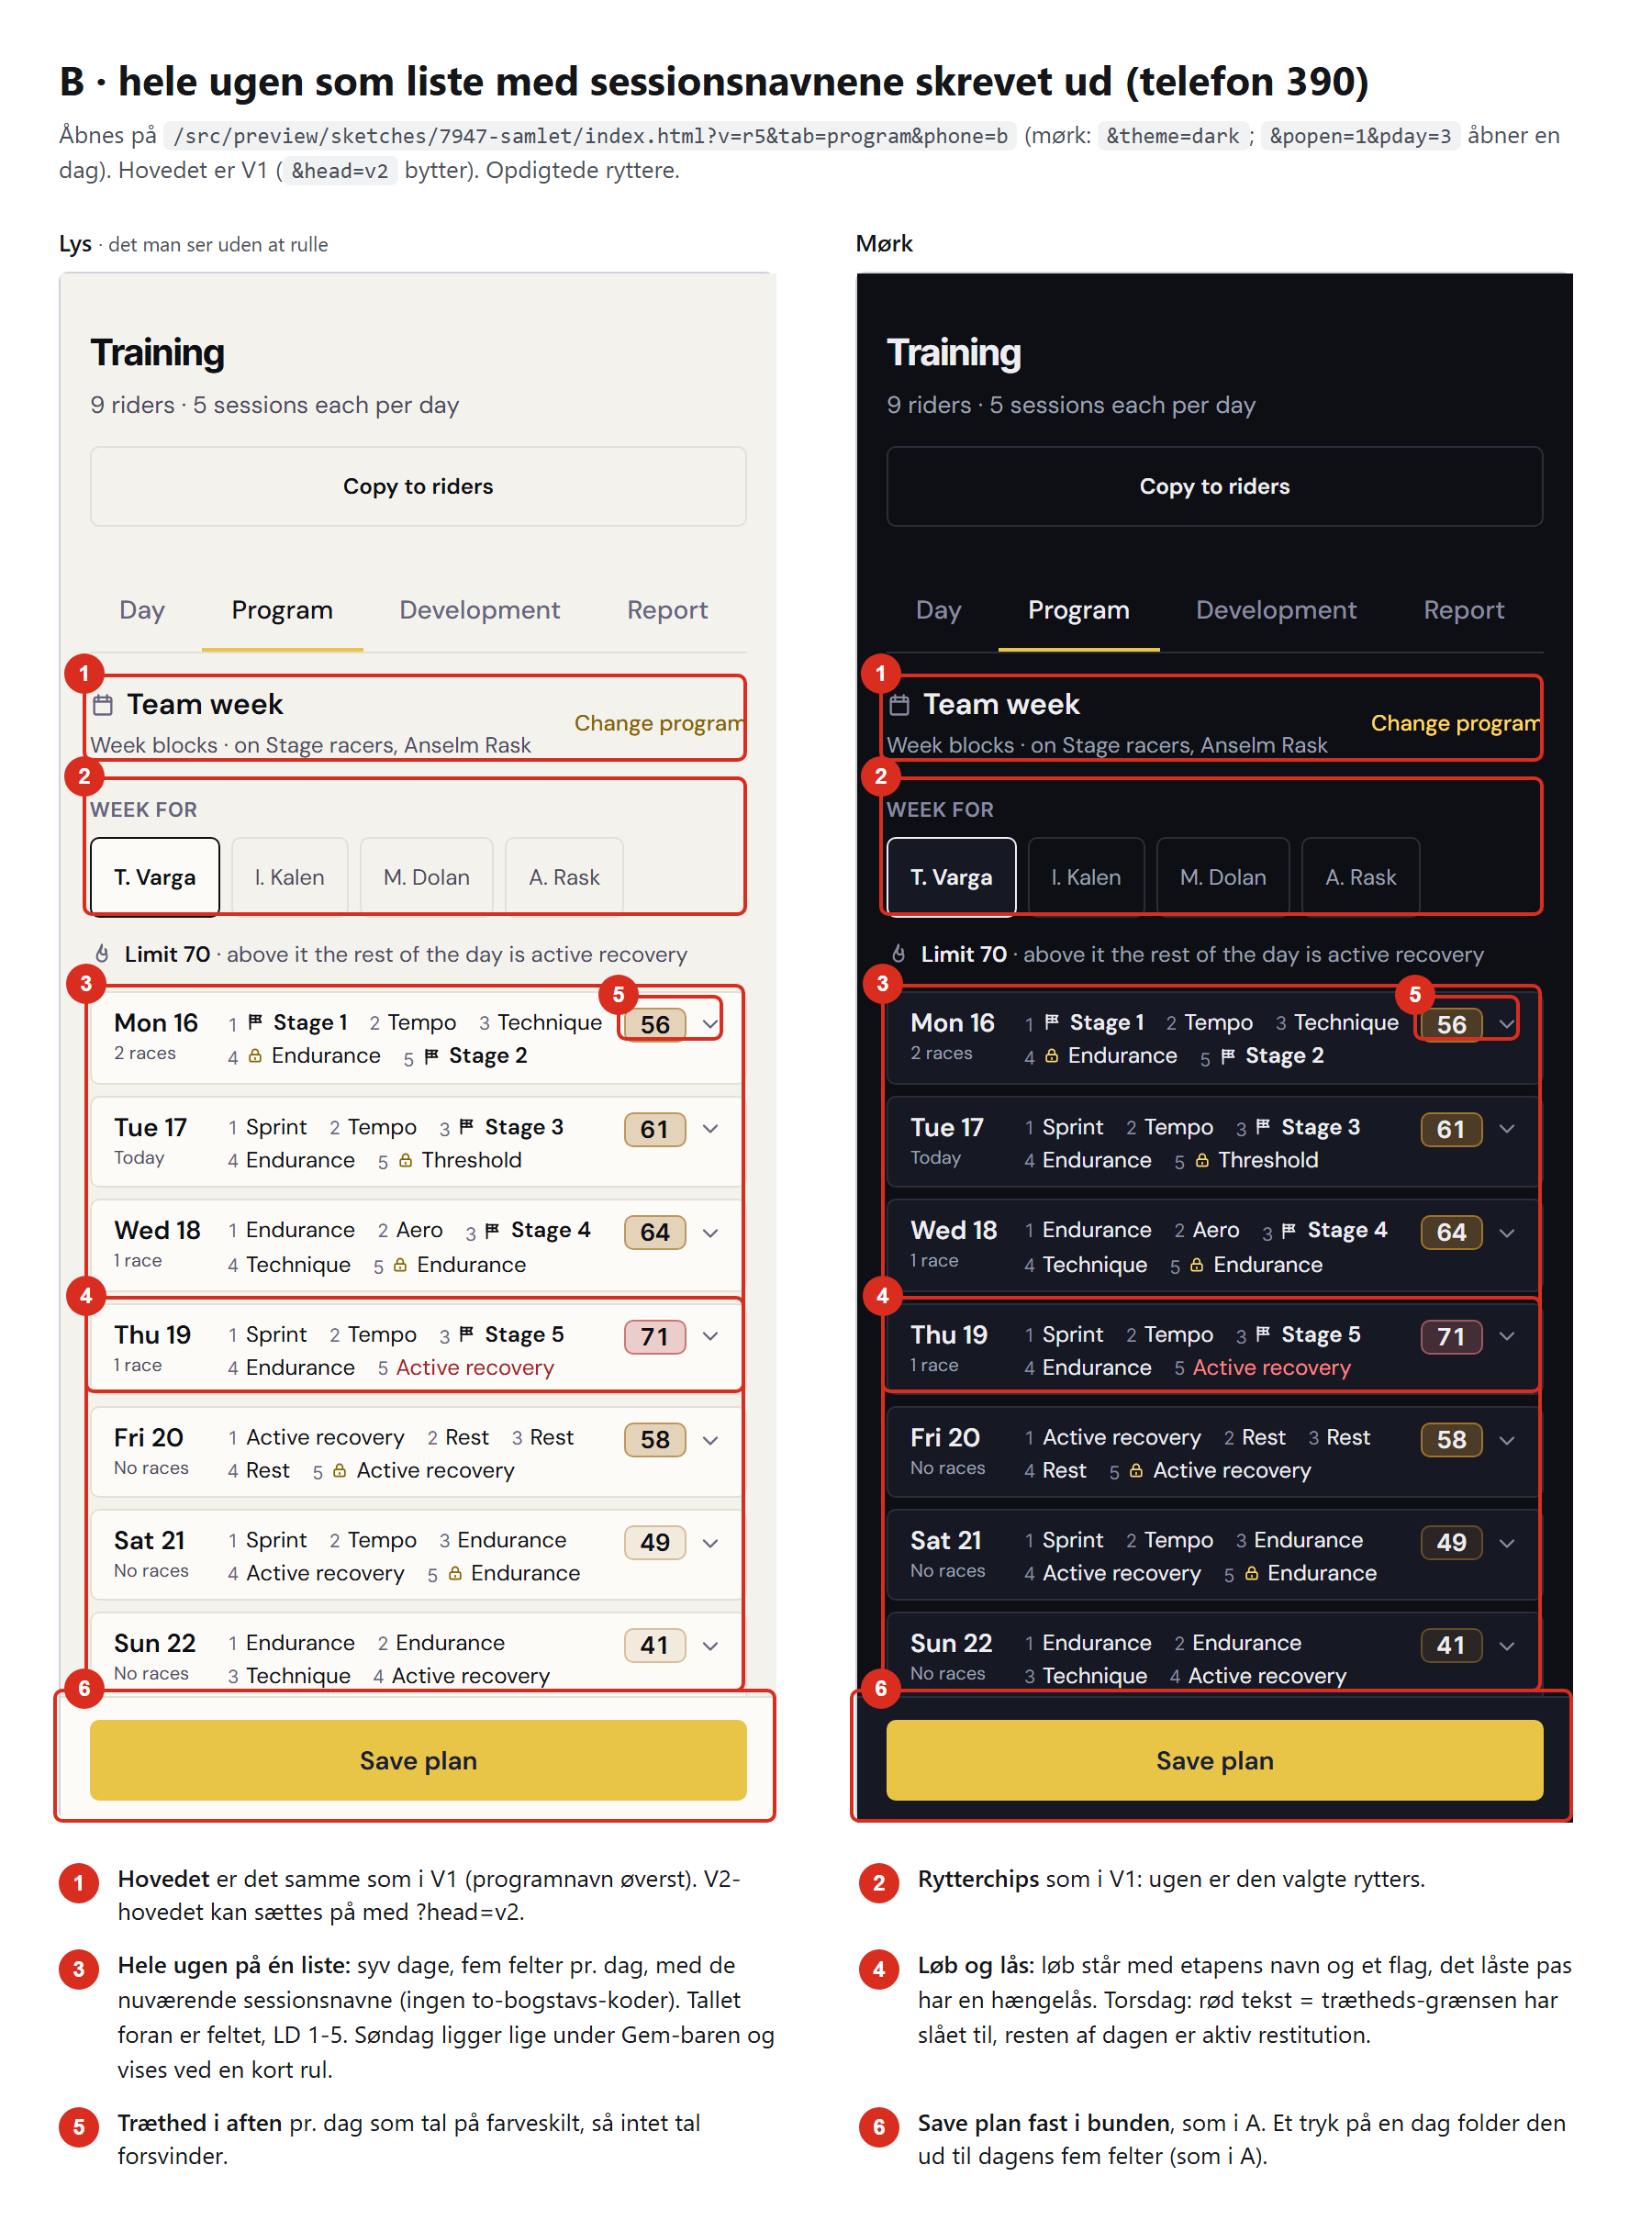 B · hele ugen som liste med sessionsnavnene skrevet ud (telefon 390)
Åbnes på /src/preview/sketches/7947-samlet/index.html?v=r5&tab=program&phone=b (mørk: &theme=dark; &popen=1&pday=3 åbner en
dag). Hovedet er V1 (&head=v2 bytter). Opdigtede ryttere.
Lys · det man ser uden at rulle
Training
9 riders · 5 sessions each per day
Copy to riders
Day Program Development Report
1
Team week
Change program
Week blocks · on Stage racers, Anselm Rask
2
WEEK FOR
T. Varga I. Kalen M. Dolan A. Rask
Limit 70 · above it the rest of the day is active recovery
3
5
Mon 16 1 Stage 1 2 Tempo 3 Technique 56
2 races 4 Endurance 5 Stage 2
Tue 17 1 Sprint 2 Tempo 3 Stage 3 61
Today 4 Endurance 5 Threshold
Wed 18 1 Endurance 2 Aero 3 Stage 4 64
1 race 4 Technique 5 Endurance
4
Thu 19 1 Sprint 2 Tempo 3 Stage 5 71
1 race 4 Endurance 5 Active recovery
Fri 20 1 Active recovery 2 Rest 3 Rest 58
No races 4 Rest 5 Active recovery
Sat 21 1 Sprint 2 Tempo 3 Endurance 49
No races 4 Active recovery 5 Endurance
Sun 22 1 Endurance 2 Endurance 41
No races 3 Technique 4 Active recovery
6
Save plan
Mørk
Training
9 riders · 5 sessions each per day
Copy to riders
Day Program Development Report
1
Team week
Change program
Week blocks · on Stage racers, Anselm Rask
2
WEEK FOR
T. Varga I. Kalen M. Dolan A. Rask
Limit 70 · above it the rest of the day is active recovery
3
5
Mon 16 1 Stage 1 2 Tempo 3 Technique 56
2 races 4 Endurance 5 Stage 2
Tue 17 1 Sprint 2 Tempo 3 Stage 3 61
Today 4 Endurance 5 Threshold
Wed 18 1 Endurance 2 Aero 3 Stage 4 64
1 race 4 Technique 5 Endurance
4
Thu 19 1 Sprint 2 Tempo 3 Stage 5 71
1 race 4 Endurance 5 Active recovery
Fri 20 1 Active recovery 2 Rest 3 Rest 58
No races 4 Rest 5 Active recovery
Sat 21 1 Sprint 2 Tempo 3 Endurance 49
No races 4 Active recovery 5 Endurance
Sun 22 1 Endurance 2 Endurance 41
No races 3 Technique 4 Active recovery
6
Save plan
1 Hovedet er det samme som i V1 (programnavn øverst). V2-
hovedet kan sættes på med ?head=v2.
2 Rytterchips som i V1: ugen er den valgte rytters.
3 Hele ugen på én liste: syv dage, fem felter pr. dag, med de
nuværende sessionsnavne (ingen to-bogstavs-koder). Tallet
foran er feltet, LD 1-5. Søndag ligger lige under Gem-baren og
vises ved en kort rul.
4 Løb og lås: løb står med etapens navn og et flag, det låste pas
har en hængelås. Torsdag: rød tekst = trætheds-grænsen har
slået til, resten af dagen er aktiv restitution.
5 Træthed i aften pr. dag som tal på farveskilt, så intet tal
forsvinder.
6 Save plan fast i bunden, som i A. Et tryk på en dag folder den
ud til dagens fem felter (som i A).